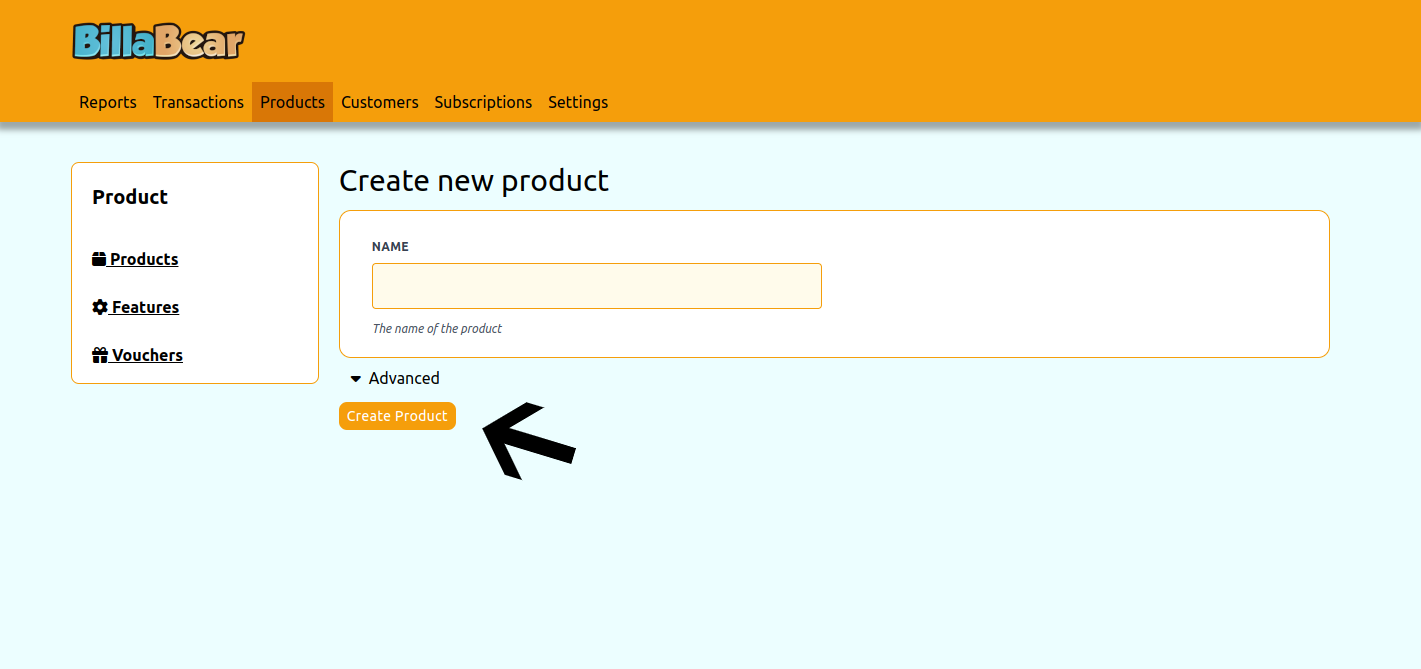 BillaBear
Reports Transactions Products Customers Subscriptions Settings
Product
Products
Features
Vouchers
Create new product
NAME
The name of the product
Advanced
Create Product